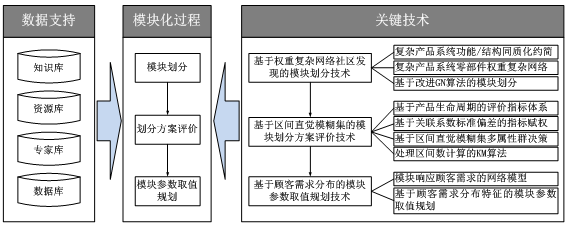 数据支持
知识库
资源库
专家库
数据库
模块化过程
模块划分
划分方案评价
模块参数取值
规划
关键技术
基于权重复杂网络社区发
现的模块划分技术
复杂产品系统功能/结构同质化约简
复杂产品系统零部件权重复杂网络
基于改进GN算法的模块划分
基于区间直觉模糊集的模
块划分方案评价技术
基于产品生命周期的评价指标体系
基于关联系数标准偏差的指标赋权
基于区间直觉模糊集多属性群决策
处理区间数计算的KM算法
基于顾客需求分布的模块
参数取值规划技术
模块响应顾客需求的网络模型
基于顾客需求分布特征的模块参数
取值规划